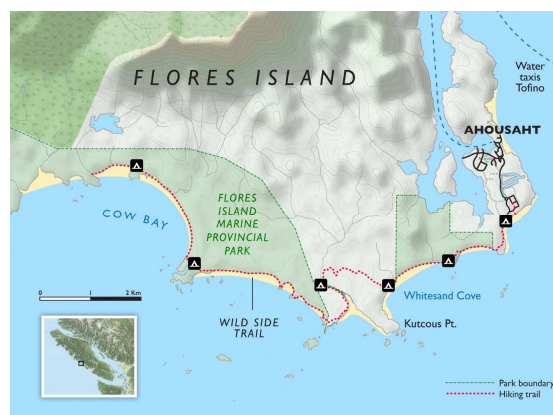 FLORES ISLAND
Water
taxis
Tofino
AHOUSAHT
FLORES
ISLAND
MARINE
PROVINCIAL
PARK
COW BAY
Whitesand Cove
0 1 2 Km
WILD SIDE
TRAIL
Kutcous Pt.
Park boundary
Hiking trail